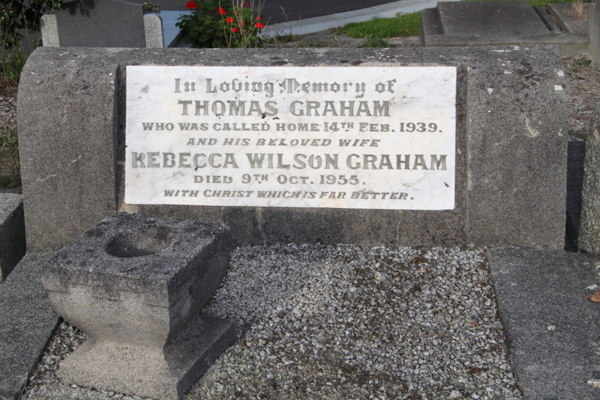 In Loving Memory of
THOMAS GRAHAM
WHO WAS CALLED HOME 14TH FEB. 1939.
AND HIS BELOVED WIFE
REBECCA WILSON GRAHAM
DIED 9TH OCT. 1955.
WITH CHRIST WHICH IS FAR BETTER.